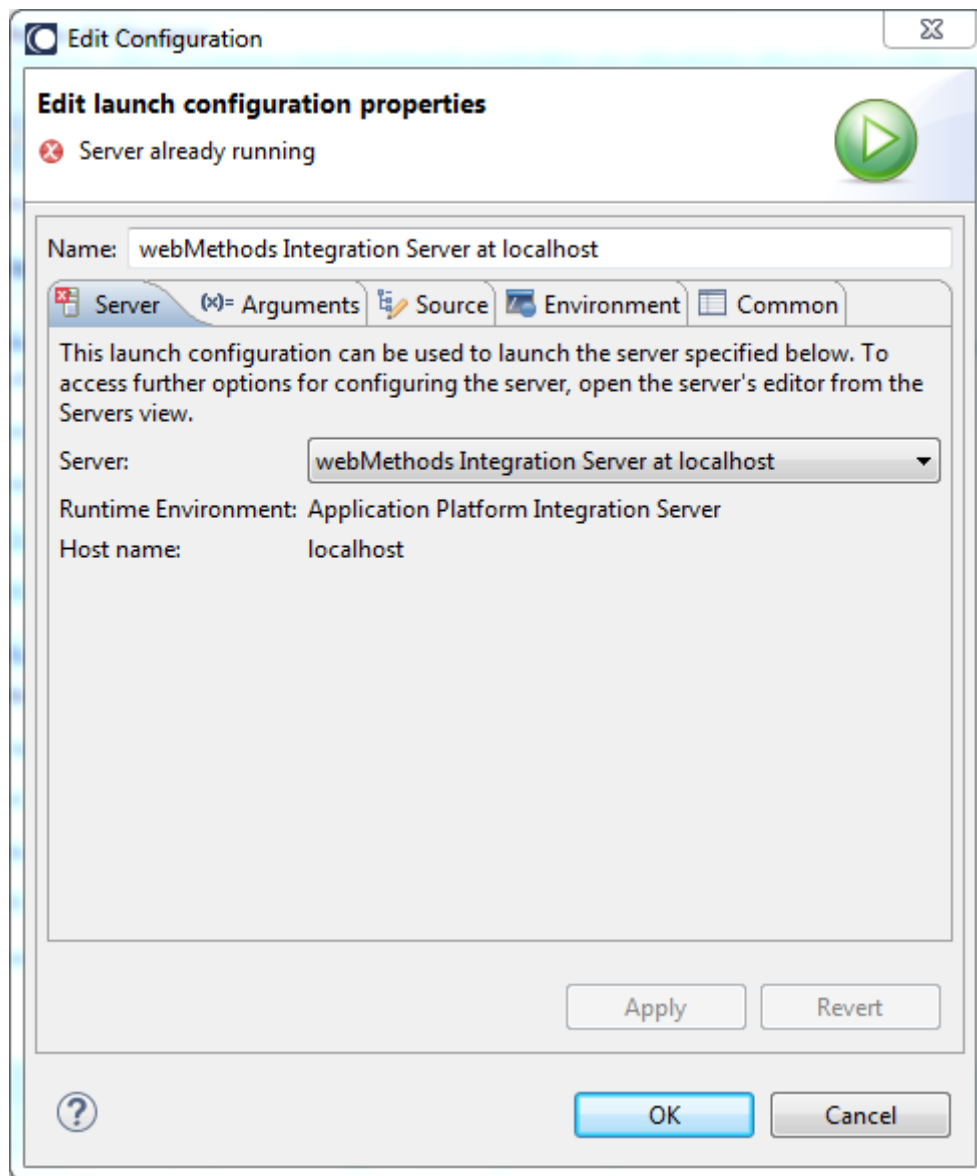 Edit Configuration
Edit launch configuration properties
Server already running
Name: webMethods Integration Server at localhost
Server (x)= Arguments Source Environment Common
This launch configuration can be used to launch the server specified below. To
access further options for configuring the server, open the server's editor from the
Servers view.
Server: webMethods Integration Server at localhost
Runtime Environment: Application Platform Integration Server
Host name: localhost
Apply Revert
? OK Cancel